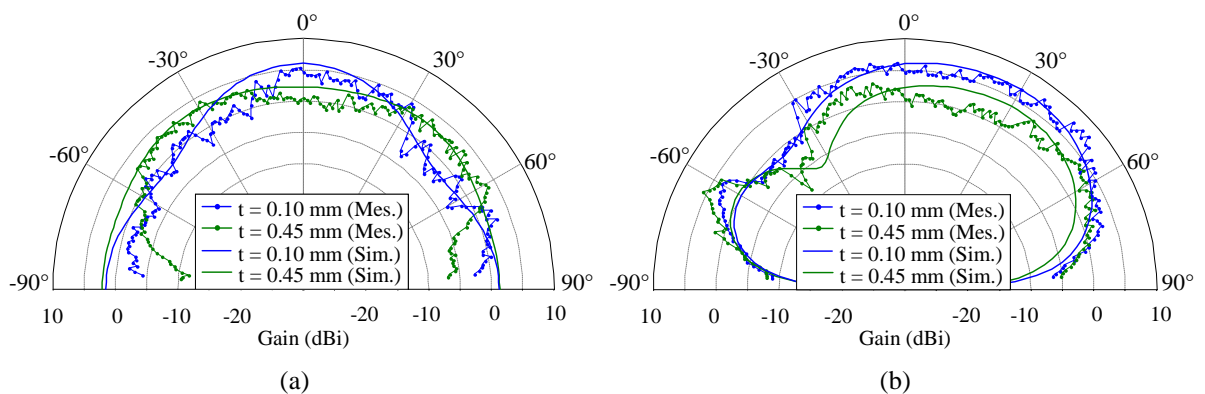 0° 0°
-30° 30° -30° 30°
-60° 60° -60° 60°
t = 0.10 mm (Mes.) t = 0.10 mm (Mes.)
t = 0.45 mm (Mes.) t = 0.45 mm (Mes.)
t = 0.10 mm (Sim.) t = 0.10 mm (Sim.)
t = 0.45 mm (Sim.) t = 0.45 mm (Sim.)
-90° 90° -90° 90°
10 0 -10 -20 -20 -10 0 10 10 0 -10 -20 -20 -10 0 10
Gain (dBi) Gain (dBi)
(a) (b)